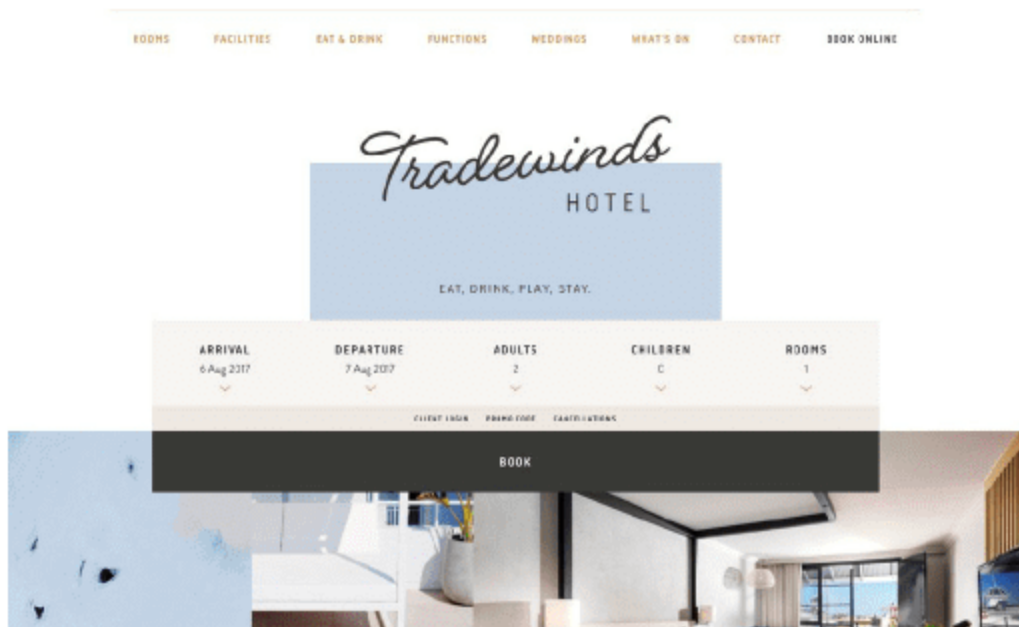 ROOMS FACILITIES EAT & DRINK FUNCTIONS WEDDINGS WHAT'S ON CONTACT BOOK ONLINE
Tradewinds
HOTEL
EAT, DRINK, PLAY, STAY.
ARRIVAL DEPARTURE ADULTS CHILDREN ROOMS
6 Aug 2017 7 Aug 2017 2 0 1
CLIENT LOGIN PROMO CODE CANCELLATIONS
BOOK